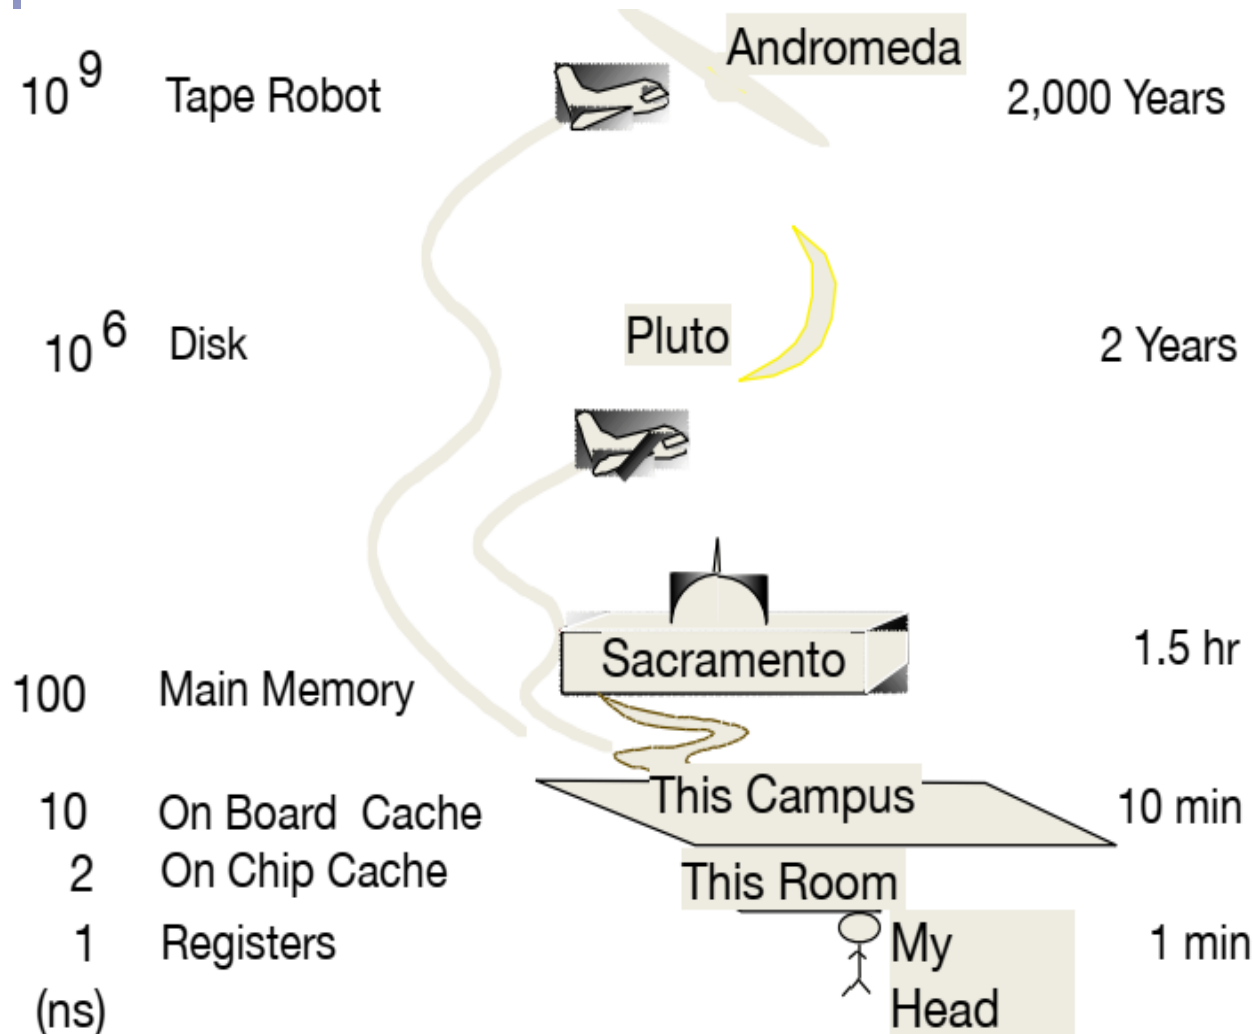 Andromeda
10^9 Tape Robot 2,000 Years
10^6 Disk Pluto 2 Years
Sacramento 1.5 hr
100 Main Memory
10 On Board Cache This Campus 10 min
2 On Chip Cache This Room
1 Registers My 1 min
(ns) Head